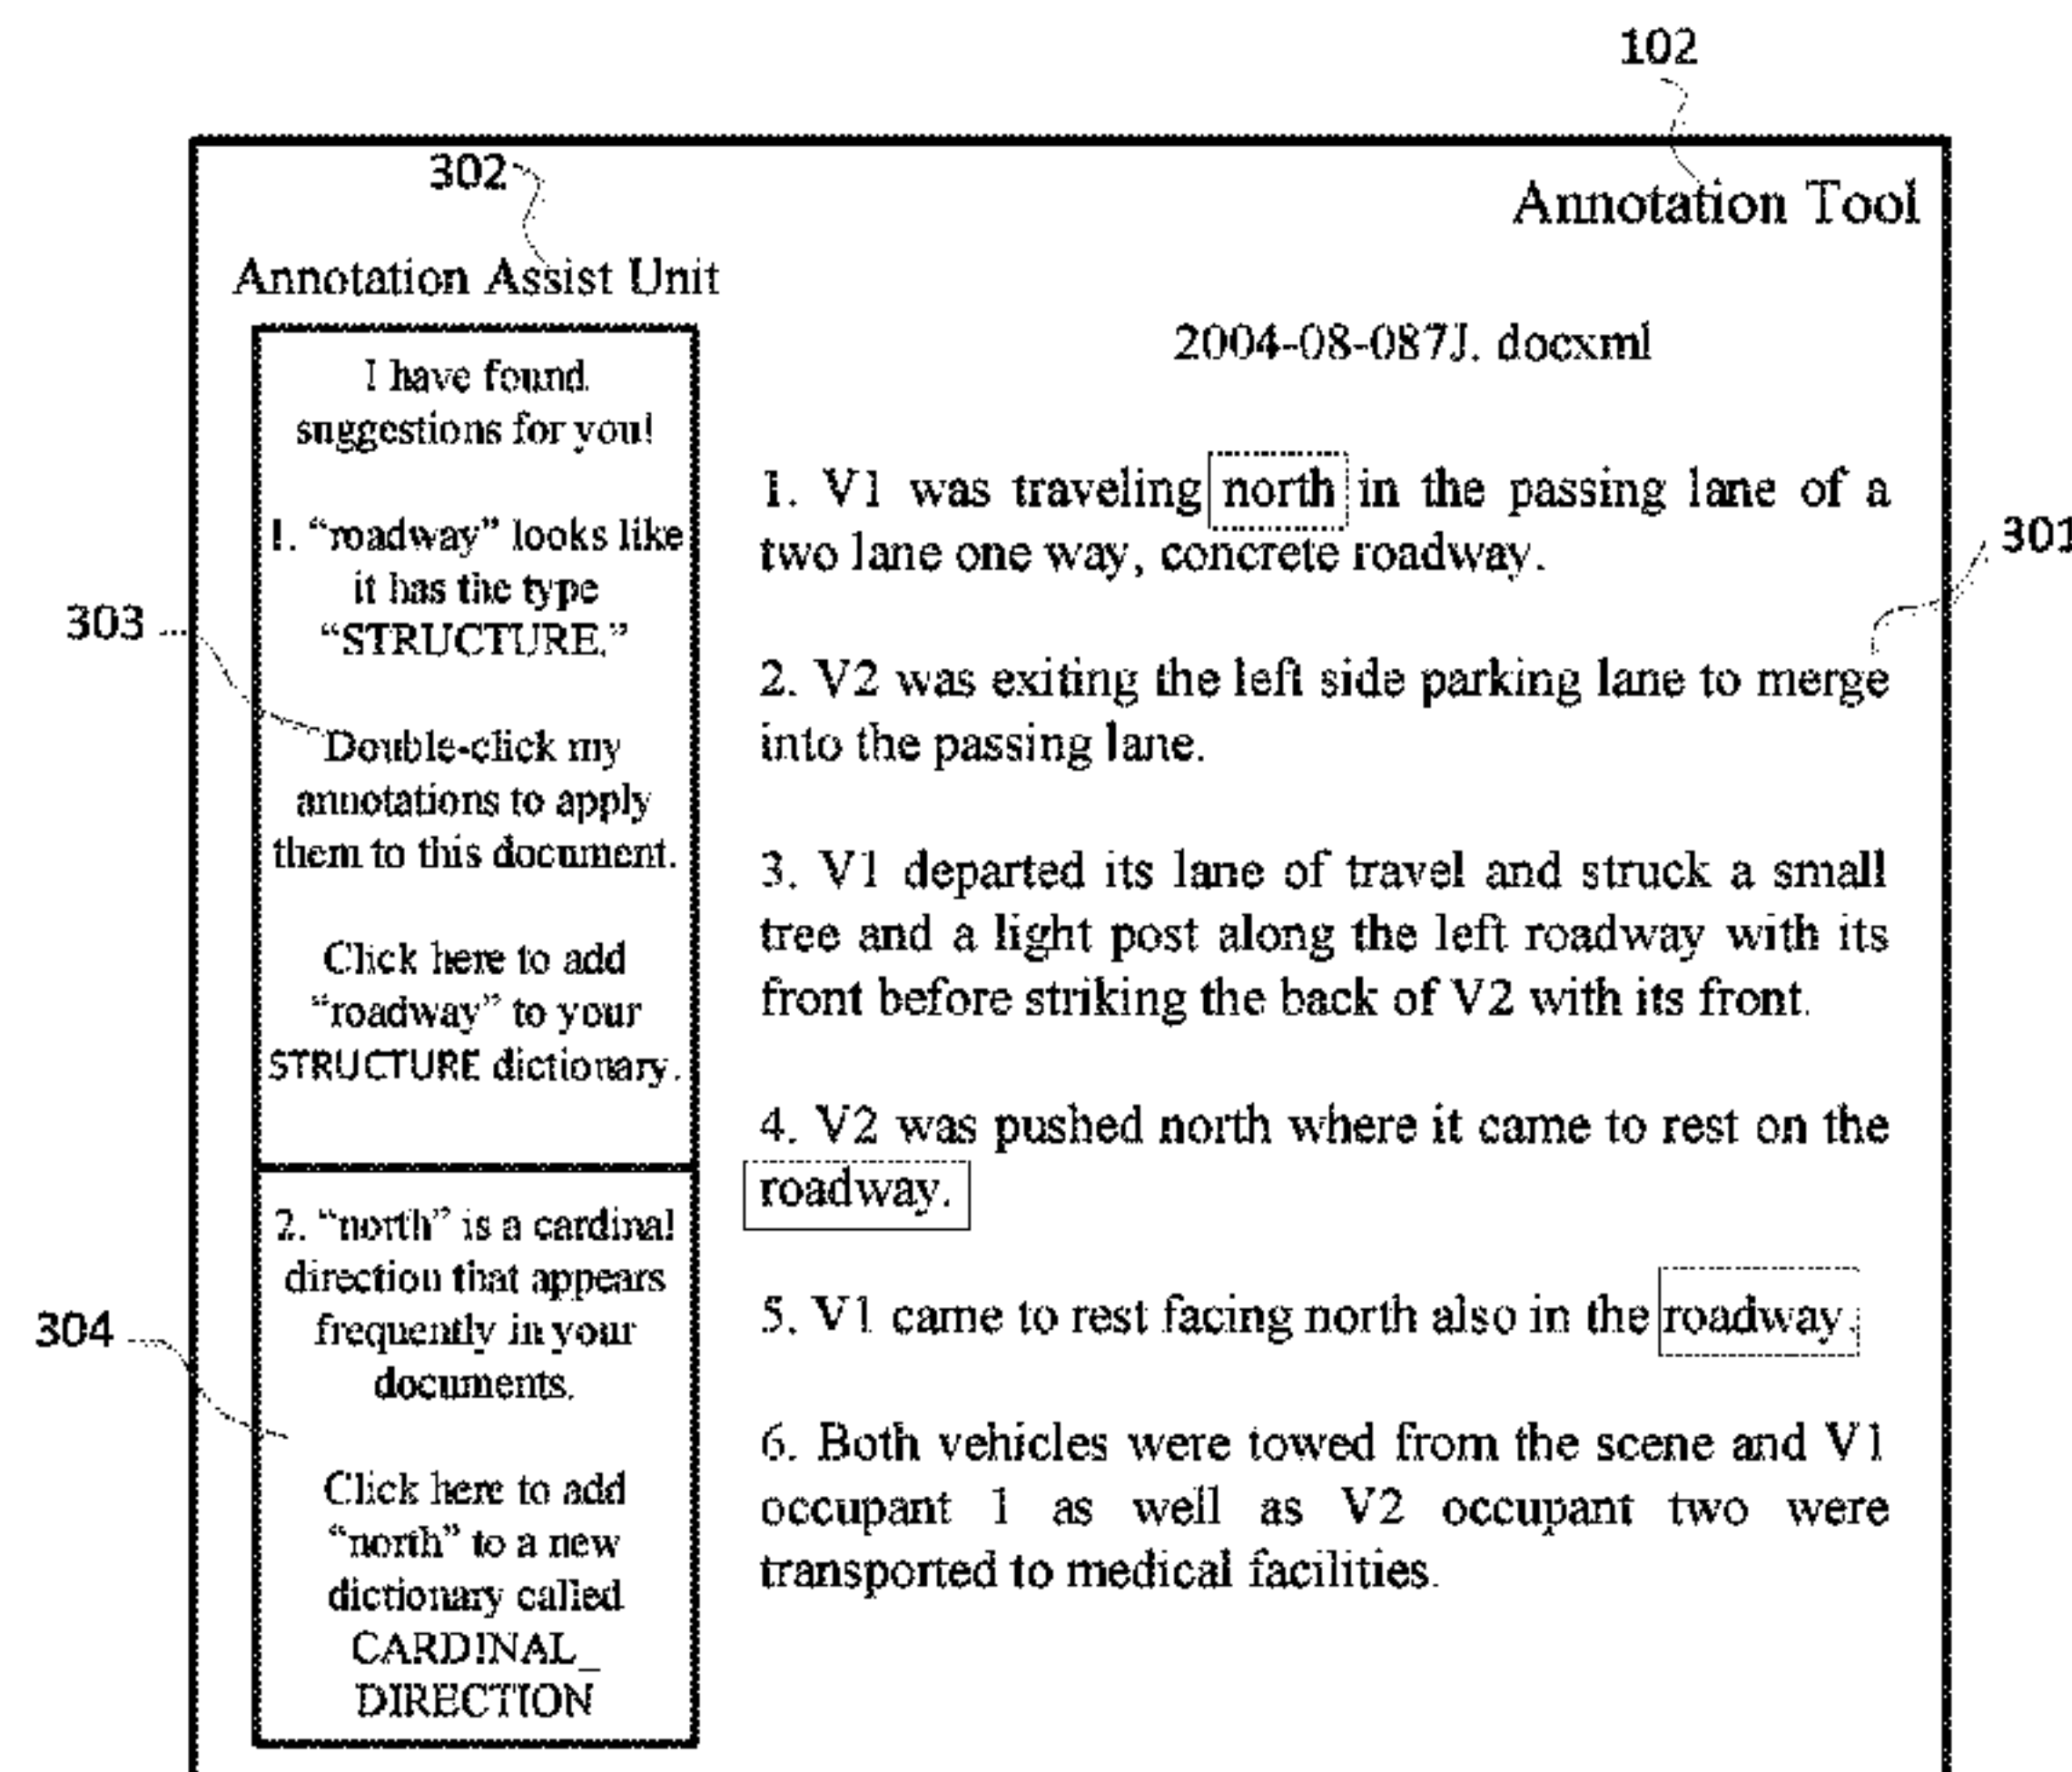 102
302
Annotation Tool
Annotation Assist Unit
2004-08-087J. docxml
I have found
suggestions for you!
1. "roadway" looks like
it has the type
"STRUCTURE."
303
Double-click my
annotations to apply
them to this document.
Click here to add
"roadway" to your
STRUCTURE dictionary.
2. "north" is a cardinal
direction that appears
frequently in your
documents.
304
Click here to add
"north" to a new
dictionary called
CARDINAL_
DIRECTION
1. V1 was traveling north in the passing lane of a
two lane one way, concrete roadway.
301
2. V2 was exiting the left side parking lane to merge
into the passing lane.
3. V1 departed its lane of travel and struck a small
tree and a light post along the left roadway with its
front before striking the back of V2 with its front.
4. V2 was pushed north where it came to rest on the
roadway.
5. V1 came to rest facing north also in the roadway.
6. Both vehicles were towed from the scene and V1
occupant 1 as well as V2 occupant two were
transported to medical facilities.